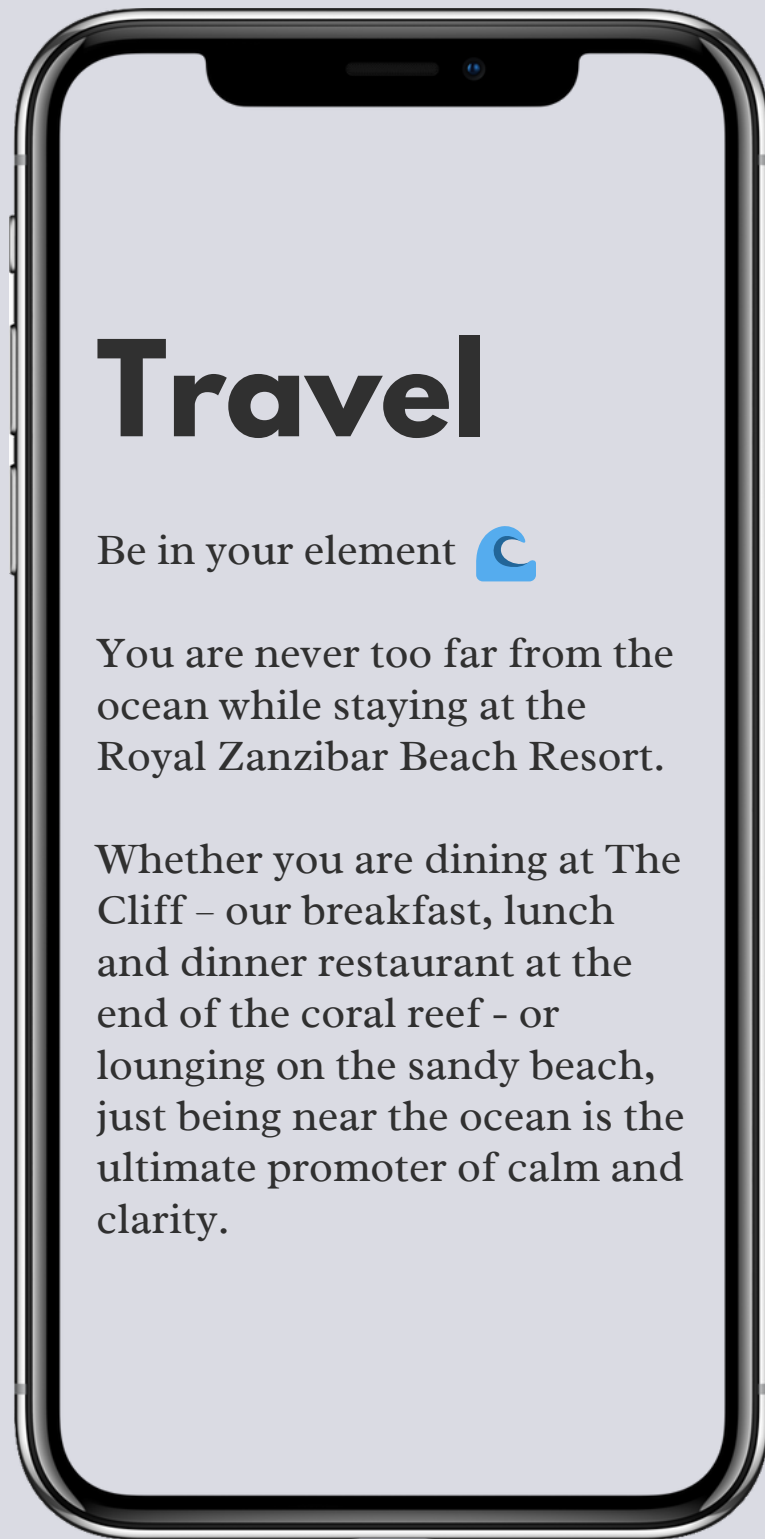 Travel
Be in your element 🌊
You are never too far from the
ocean while staying at the
Royal Zanzibar Beach Resort.
Whether you are dining at The
Cliff – our breakfast, lunch
and dinner restaurant at the
end of the coral reef - or
lounging on the sandy beach,
just being near the ocean is the
ultimate promoter of calm and
clarity.